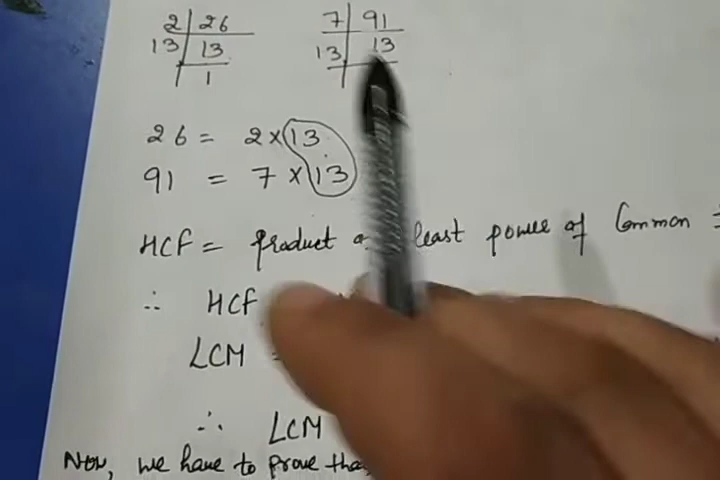 2 | 26    7 | 91
13 | 13    13 | 13
1
26 = 2 × 13
91 = 7 × 13
HCF = product least power of Common
∴ HCF
LCM =
∴ LCM
Now, we have to prove